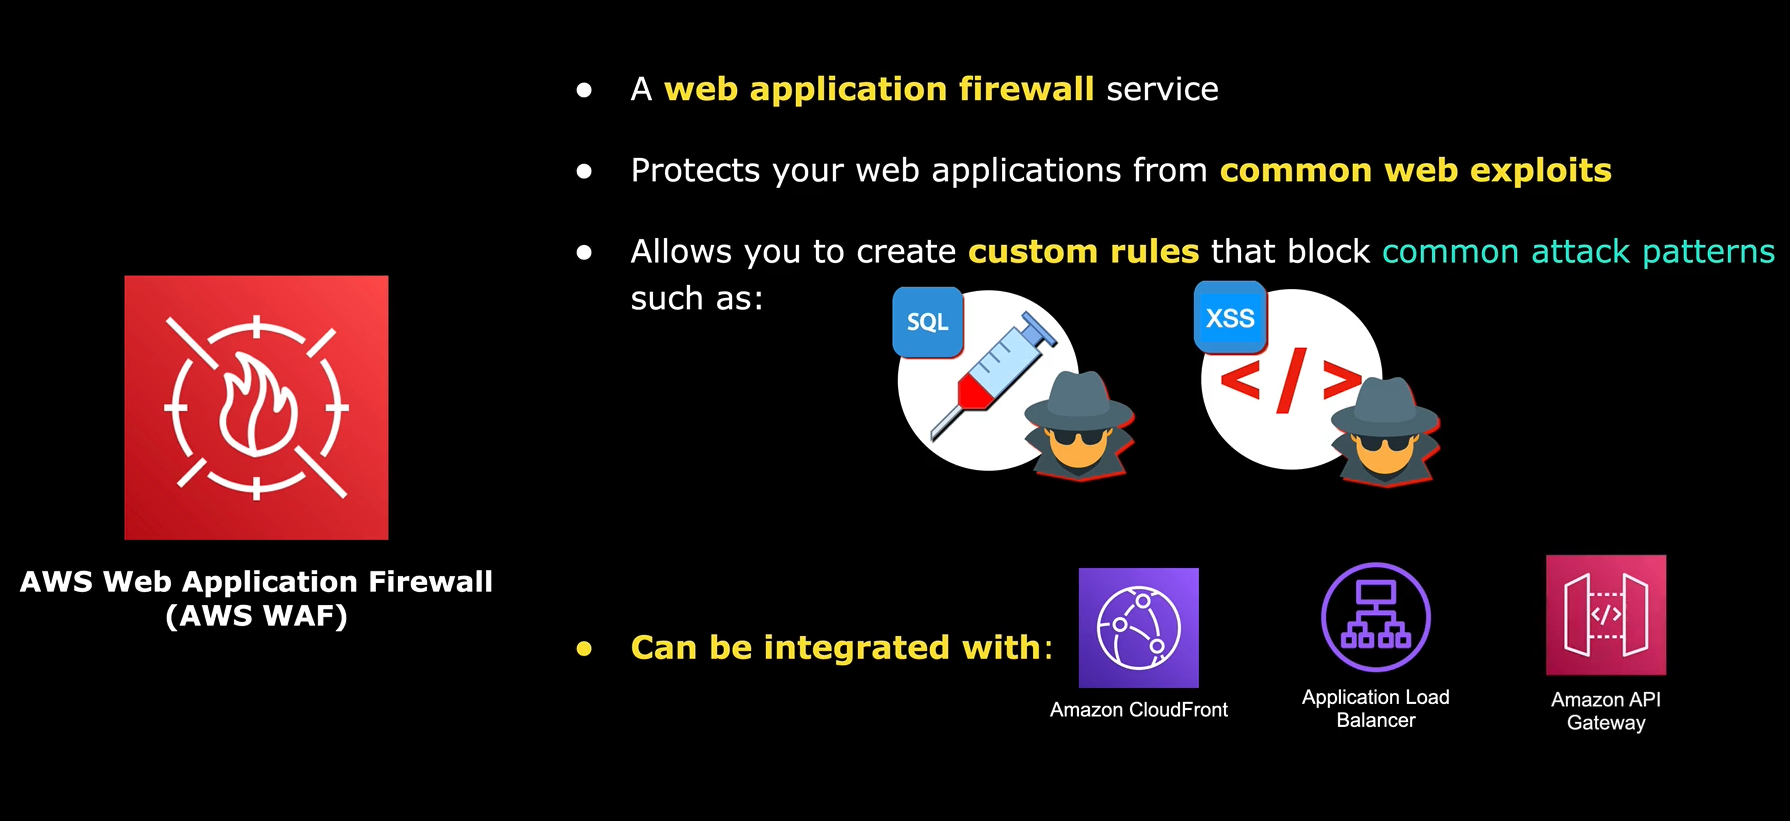 ● A web application firewall service
● Protects your web applications from common web exploits
● Allows you to create custom rules that block common attack patterns
such as:
SQL
XSS
</>
AWS Web Application Firewall
(AWS WAF)
● Can be integrated with:
Amazon CloudFront
Application Load
Balancer
</>
Amazon API
Gateway